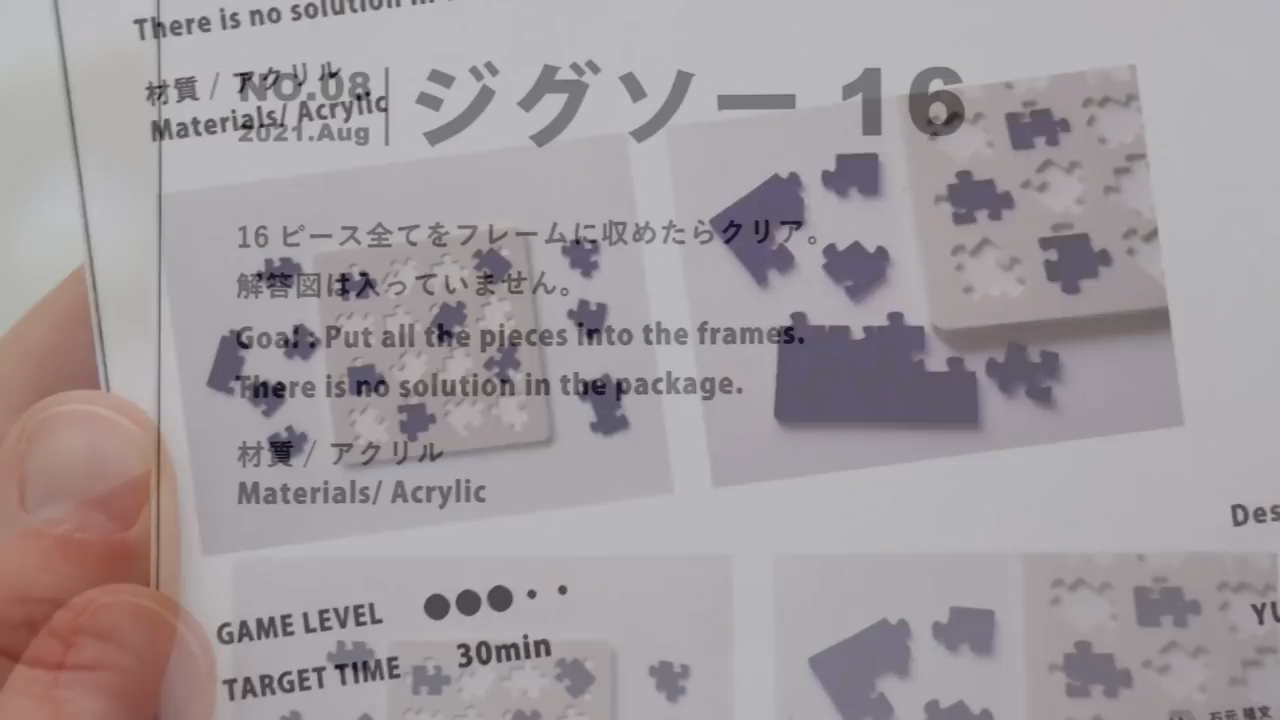 There is no solution in
材質 / アクリル
Materials/ Acrylic
NO.08
2021.Aug
ジグソー 16
16 ピース全てをフレームに収めたらクリア。
解答図は入っていません。
Goal : Put all the pieces into the frames.
There is no solution in the package.
材質 / アクリル
Materials/ Acrylic
Des
GAME LEVEL
YU
TARGET TIME 30min